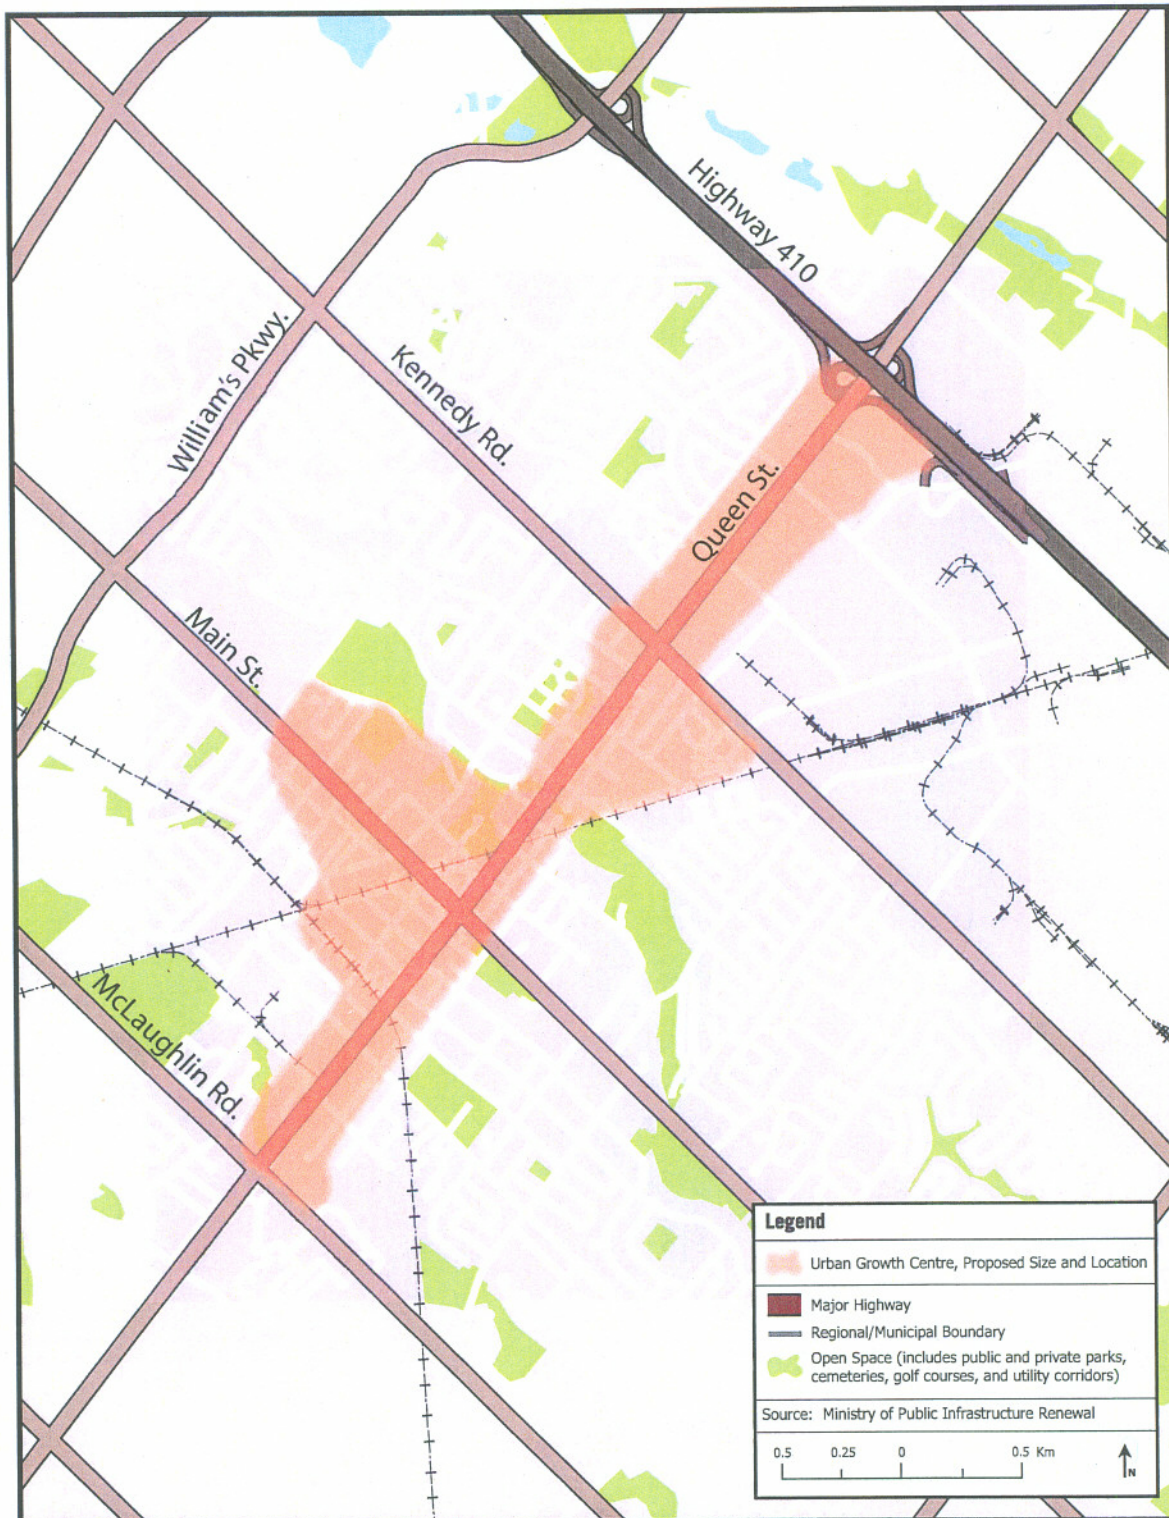 Highway 410
William's Pkwy.
Kennedy Rd.
Queen St.
Main St.
McLaughlin Rd.
Legend
Urban Growth Centre, Proposed Size and Location
Major Highway
Regional/Municipal Boundary
Open Space (includes public and private parks,
cemeteries, golf courses, and utility corridors)
Source: Ministry of Public Infrastructure Renewal
0.5 0.25 0 0.5 Km
N